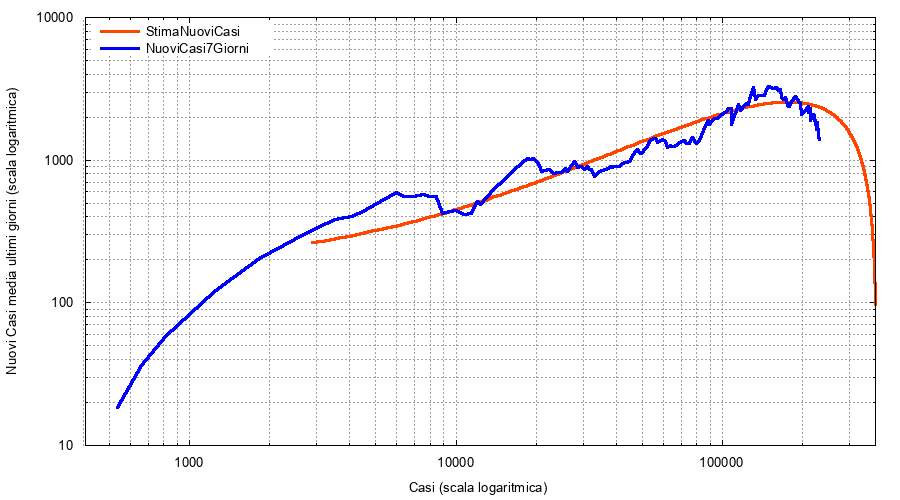 10000
StimaNuoviCasi
NuoviCasi7Giorni
1000
100
10
1000
10000
100000
Nuovi Casi media ultimi giorni (scala logaritmica)
Casi (scala logaritmica)